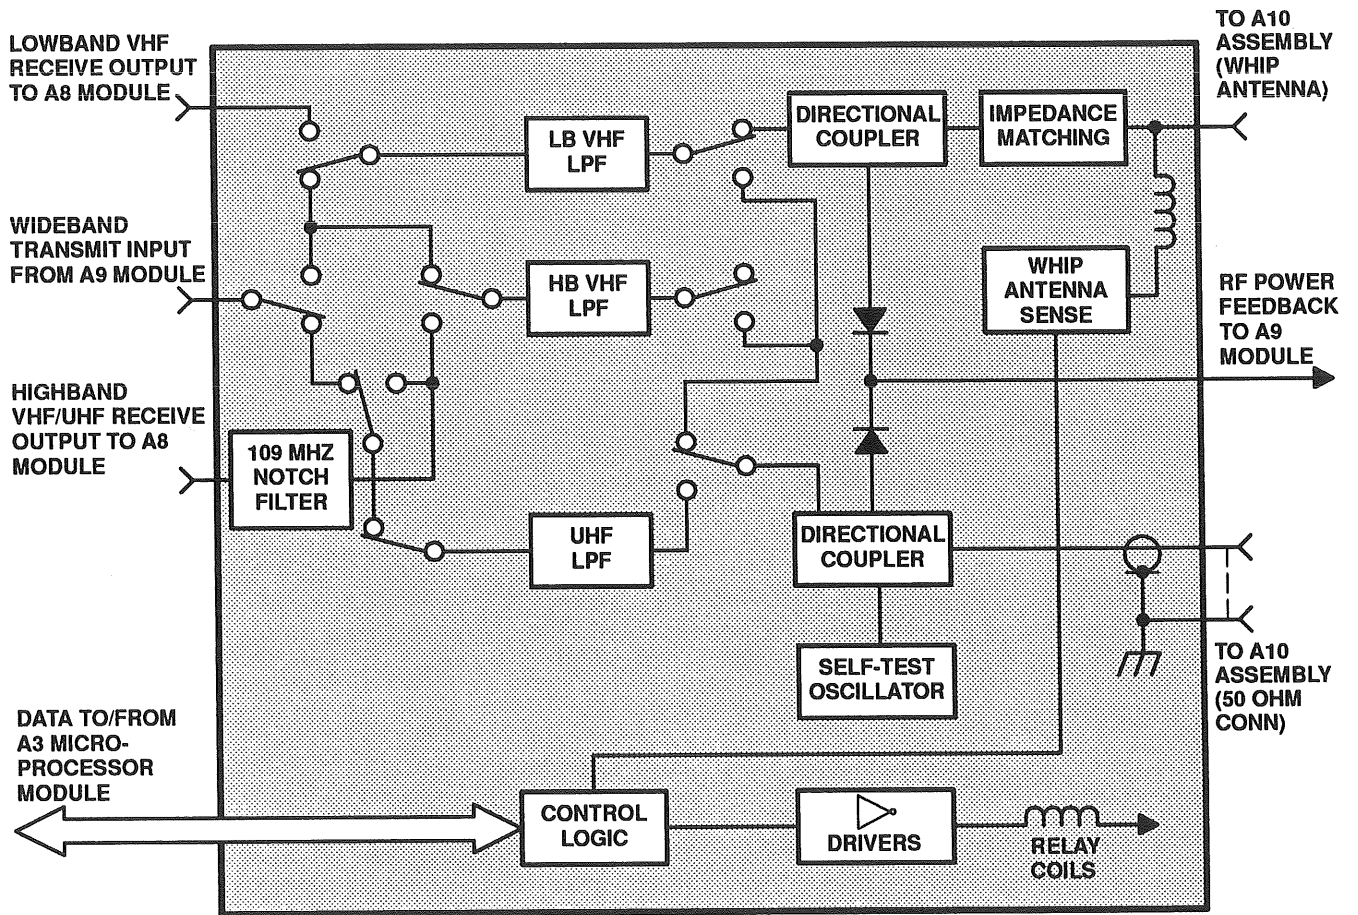 LOWBAND VHF
RECEIVE OUTPUT
TO A8 MODULE
WIDEBAND
TRANSMIT INPUT
FROM A9 MODULE
HIGHBAND
VHF/UHF RECEIVE
OUTPUT TO A8
MODULE
109 MHZ
NOTCH
FILTER
LB VHF
LPF
HB VHF
LPF
UHF
LPF
DIRECTIONAL
COUPLER
IMPEDANCE
MATCHING
WHIP
ANTENNA
SENSE
TO A10
ASSEMBLY
(WHIP
ANTENNA)
RF POWER
FEEDBACK
TO A9
MODULE
DIRECTIONAL
COUPLER
SELF-TEST
OSCILLATOR
TO A10
ASSEMBLY
(50 OHM
CONN)
DATA TO/FROM
A3 MICRO-
PROCESSOR
MODULE
CONTROL
LOGIC
DRIVERS
RELAY
COILS